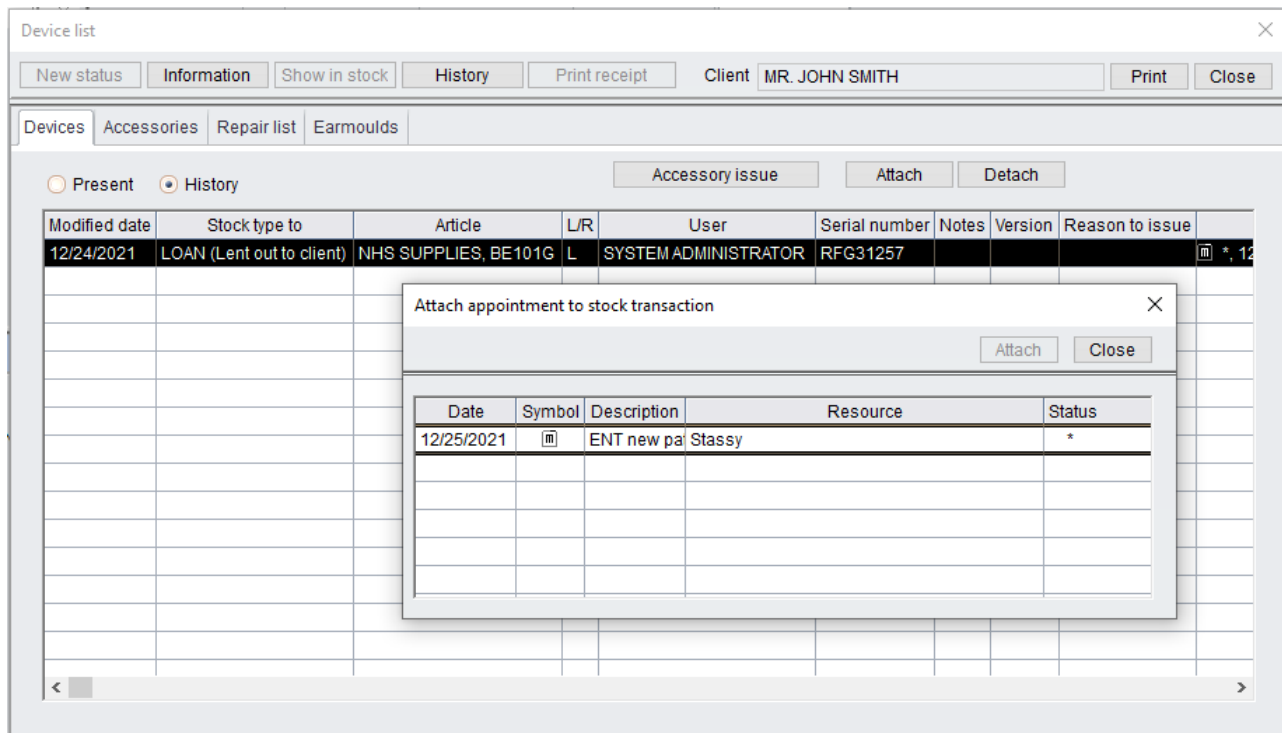 Device list
New status Information Show in stock History Print receipt Client MR. JOHN SMITH Print Close
Devices Accessories Repair list Earmoulds
Present History Accessory issue Attach Detach
Modified date Stock type to Article L/R User Serial number Notes Version Reason to issue
12/24/2021 LOAN (Lent out to client) NHS SUPPLIES, BE101G L SYSTEM ADMINISTRATOR RFG31257 m *, 12
Attach appointment to stock transaction
Attach Close
Date Symbol Description Resource Status
12/25/2021 m ENT new pa Stassy *